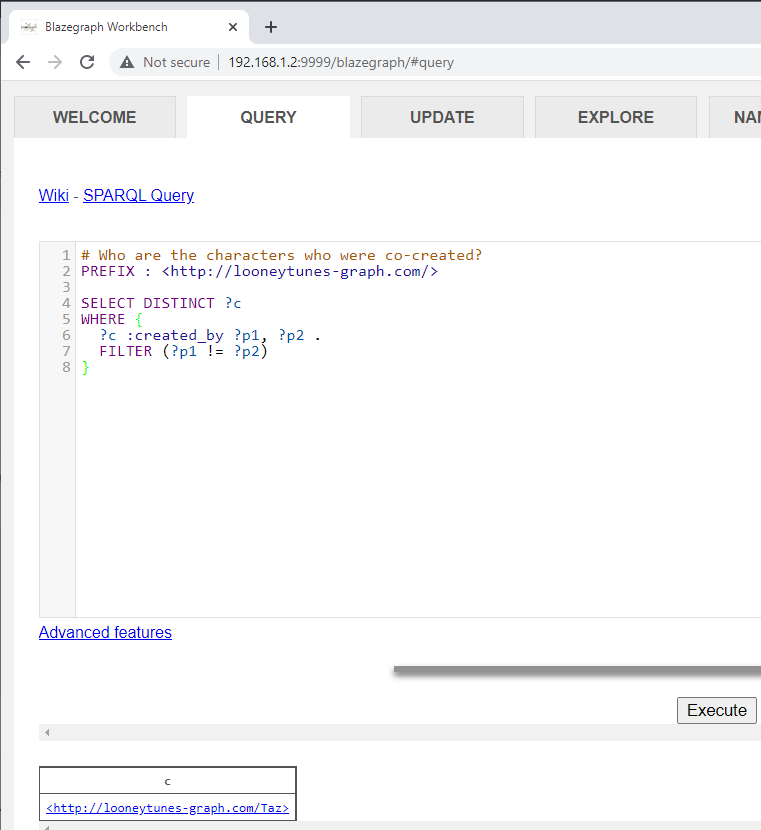 Blazegraph Workbench
Not secure | 192.168.1.2:9999/blazegraph/#query
WELCOME QUERY UPDATE EXPLORE NA
Wiki - SPARQL Query
1 # Who are the characters who were co-created?
2 PREFIX : <http://looneytunes-graph.com/>
3
4 SELECT DISTINCT ?c
5 WHERE {
6 ?c :created_by ?p1, ?p2 .
7 FILTER (?p1 != ?p2)
8 }
Advanced features
Execute
c
<http://looneytunes-graph.com/Taz>